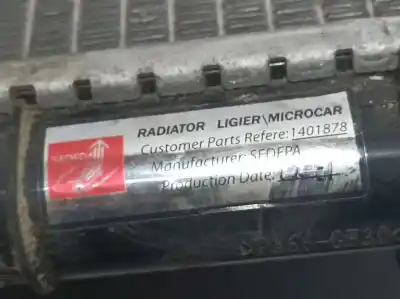 RADIATOR LIGIER\MICROCAR
Customer Parts Refere:1401878
Manufacturer: SEDEPA
Production Date: